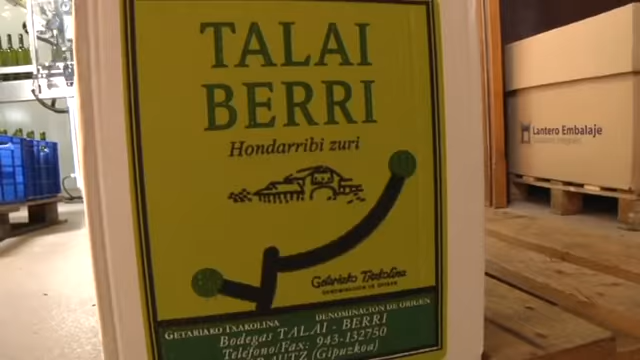 TALAI
BERRI
Hondarribi zuri
Getariako Txakolina
DENOMINACIÓN DE ORIGEN
GETARIAKO TXAKOLINA
DENOMINACIÓN DE ORIGEN
Bodegas TALAI - BERRI
Teléfono/Fax: 943-132750
(Gipuzkoa)
Lantero Embalaje